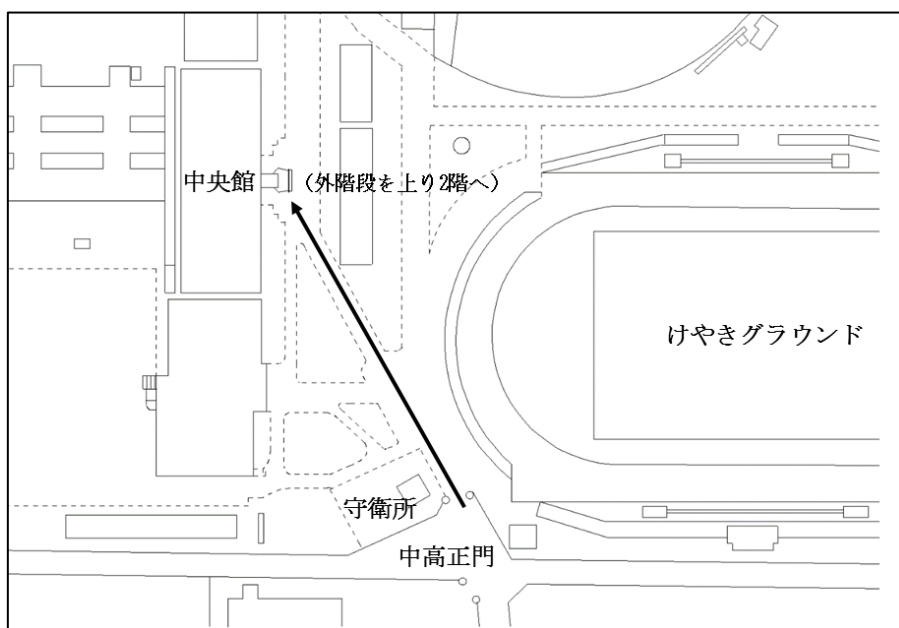 中央館
（外階段を上り2階へ）
けやきグラウンド
守衛所
中高正門